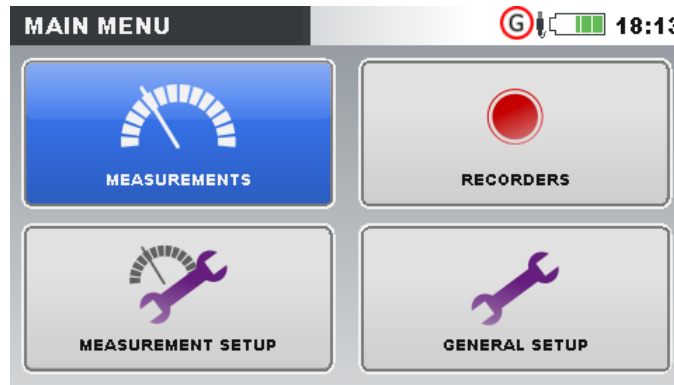 MAIN MENU G 18:13
MEASUREMENTS RECORDERS
MEASUREMENT SETUP GENERAL SETUP